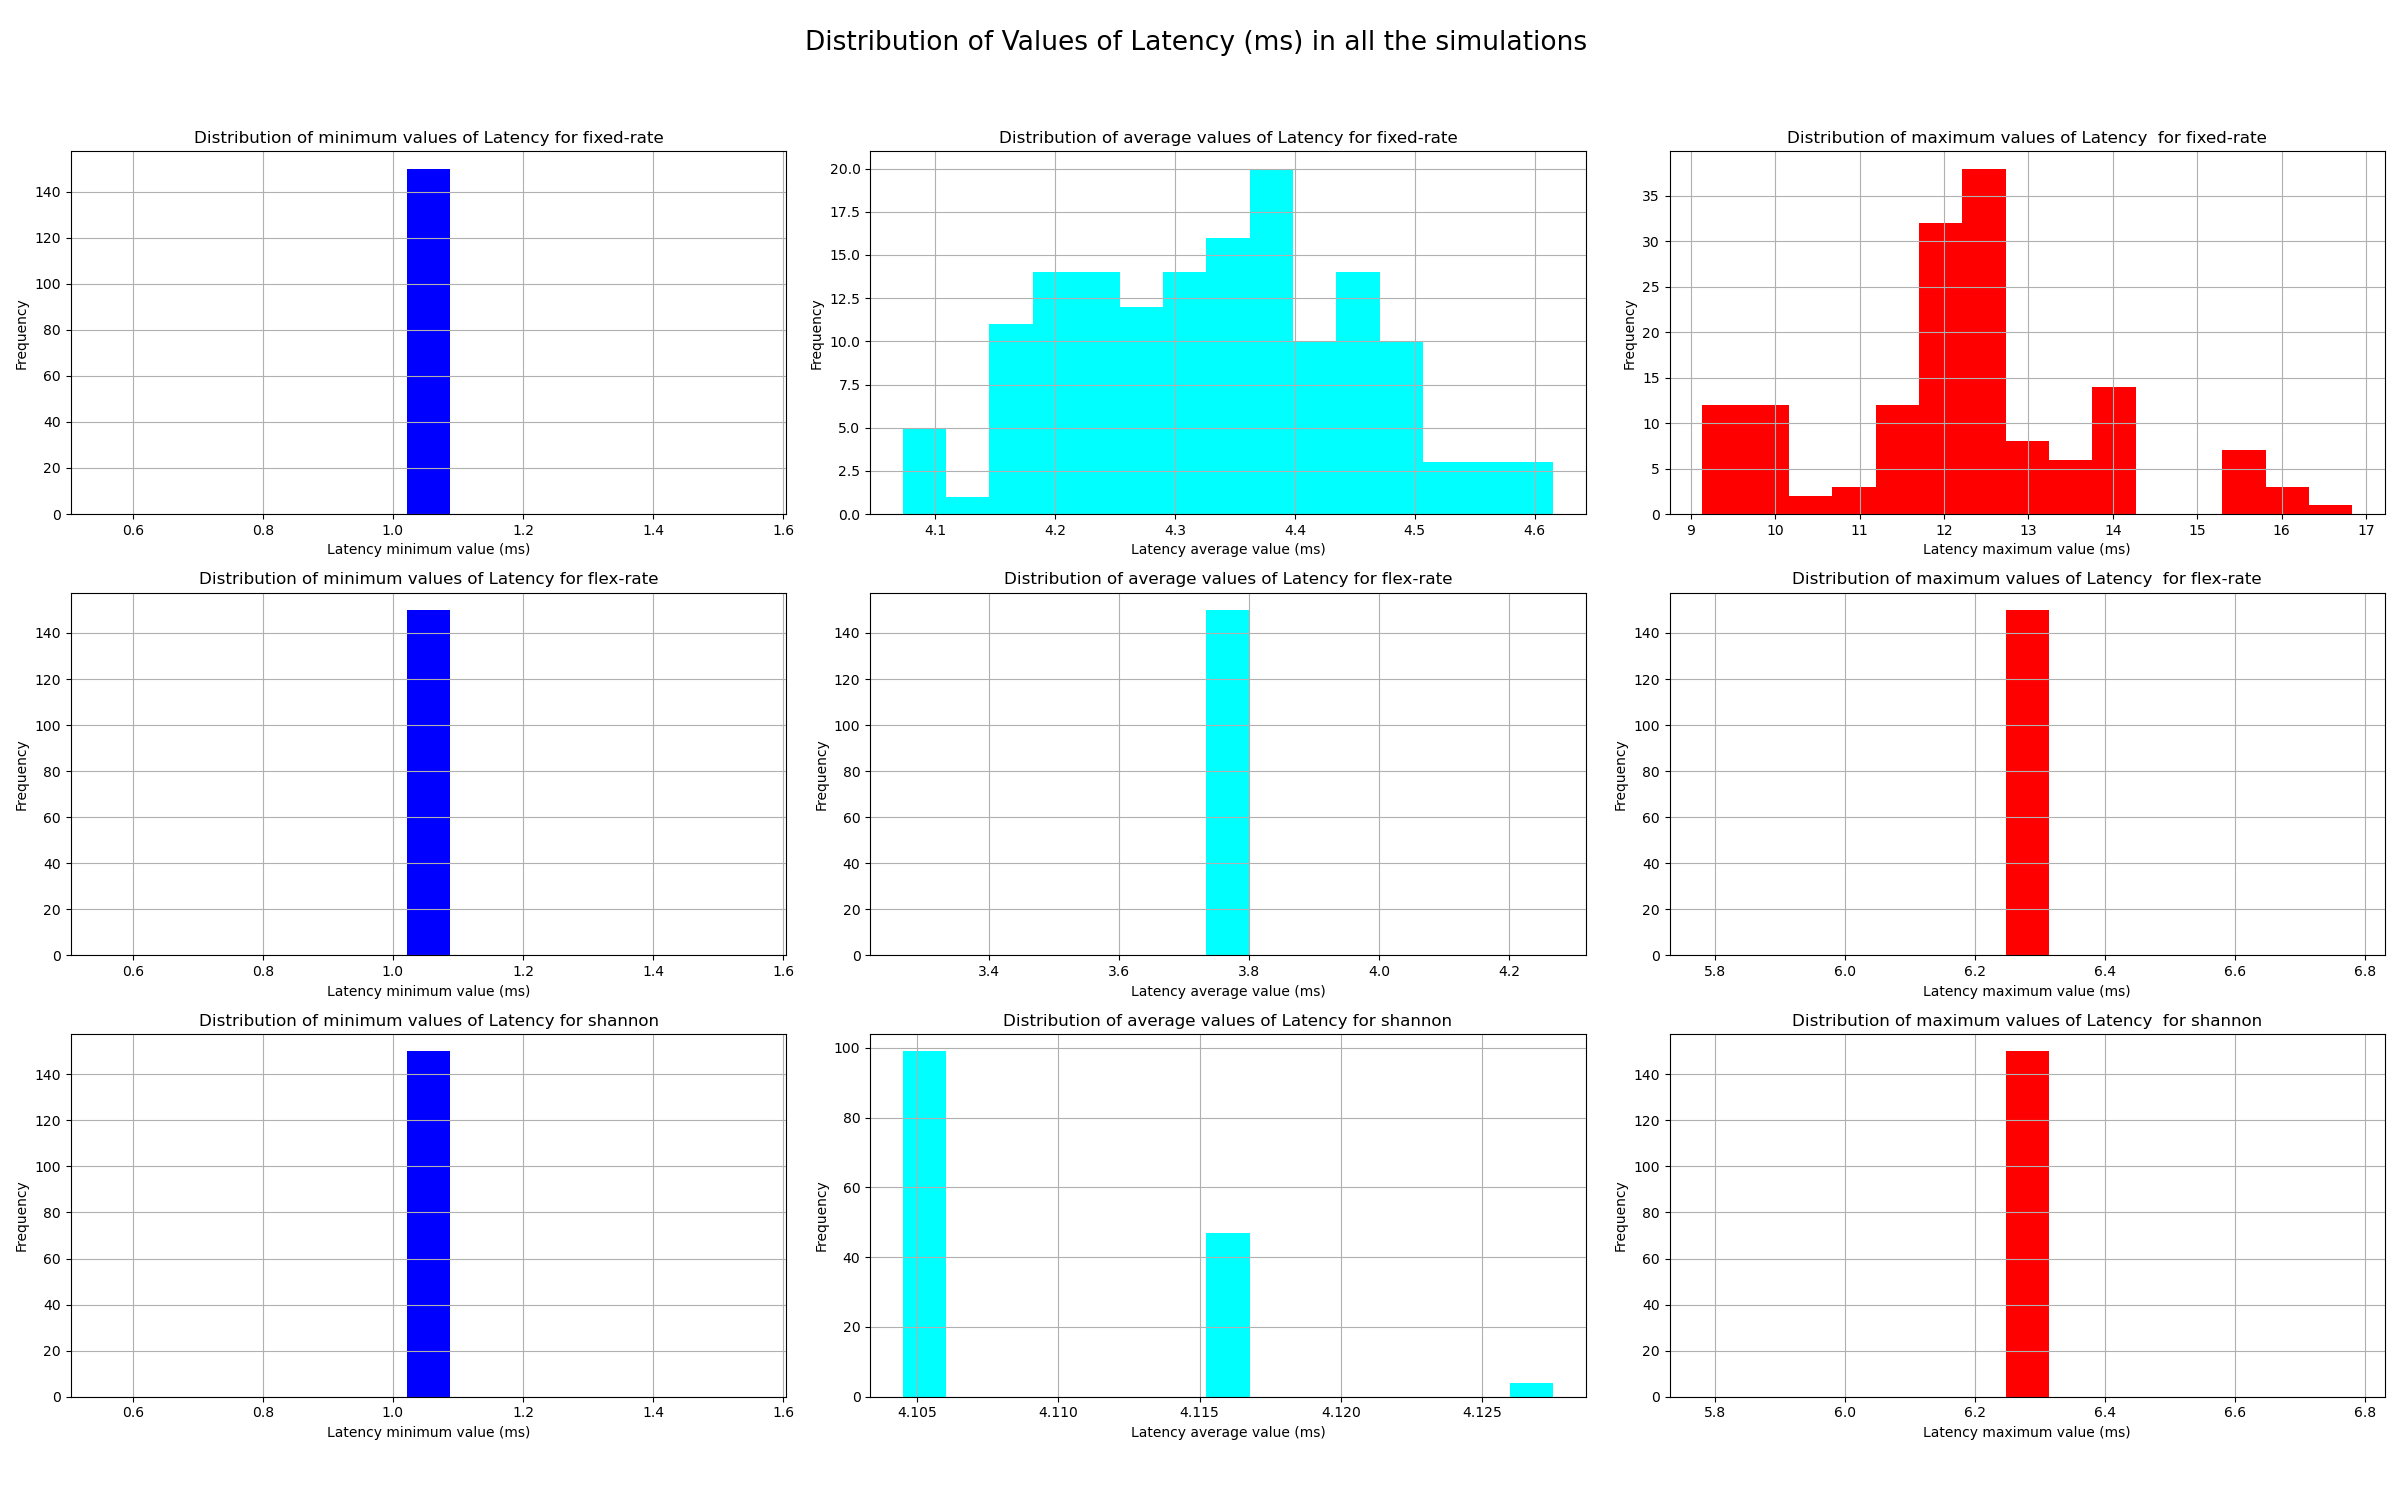 Distribution of Values of Latency (ms) in all the simulations
Distribution of minimum values of Latency for fixed-rate
Frequency
140
120
100
80
60
40
20
0
0.6 0.8 1.0 1.2 1.4 1.6
Latency minimum value (ms)
Distribution of average values of Latency for fixed-rate
Frequency
20.0
17.5
15.0
12.5
10.0
7.5
5.0
2.5
0.0
4.1 4.2 4.3 4.4 4.5 4.6
Latency average value (ms)
Distribution of maximum values of Latency  for fixed-rate
Frequency
35
30
25
20
15
10
5
0
9 10 11 12 13 14 15 16 17
Latency maximum value (ms)
Distribution of minimum values of Latency for flex-rate
Frequency
140
120
100
80
60
40
20
0
0.6 0.8 1.0 1.2 1.4 1.6
Latency minimum value (ms)
Distribution of average values of Latency for flex-rate
Frequency
140
120
100
80
60
40
20
0
3.4 3.6 3.8 4.0 4.2
Latency average value (ms)
Distribution of maximum values of Latency  for flex-rate
Frequency
140
120
100
80
60
40
20
0
5.8 6.0 6.2 6.4 6.6 6.8
Latency maximum value (ms)
Distribution of minimum values of Latency for shannon
Frequency
140
120
100
80
60
40
20
0
0.6 0.8 1.0 1.2 1.4 1.6
Latency minimum value (ms)
Distribution of average values of Latency for shannon
Frequency
100
80
60
40
20
0
4.105 4.110 4.115 4.120 4.125
Latency average value (ms)
Distribution of maximum values of Latency  for shannon
Frequency
140
120
100
80
60
40
20
0
5.8 6.0 6.2 6.4 6.6 6.8
Latency maximum value (ms)